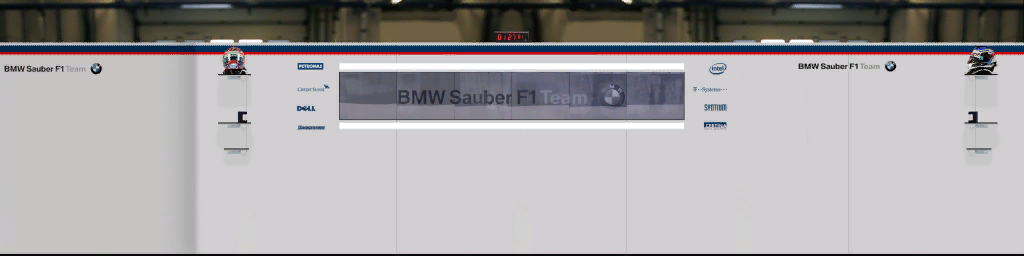 BMW Sauber F1 Team
PETRONAS
CREDIT SUISSE
DELL
BRIDGESTONE
BMW Sauber F1 Team
intel
T··Systems···
SYNTIUM
CERTINA
BMW Sauber F1 Team